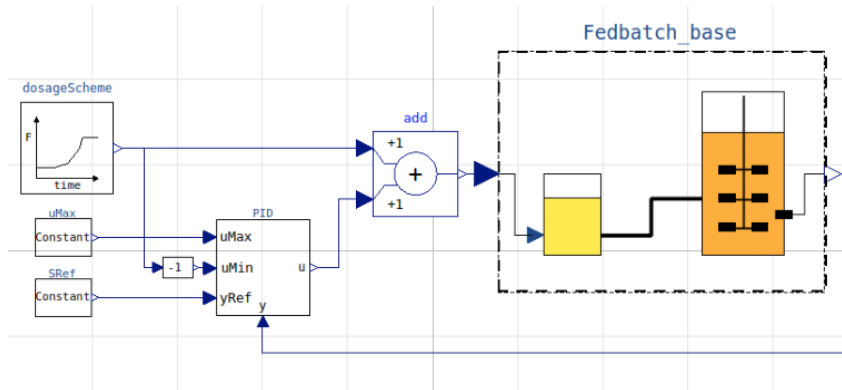 Fedbatch_base
dosageScheme
F
time
add
+1
+
+1
uMax
Constant
PID
uMax
-1
uMin
u
SRef
Constant
yRef
y